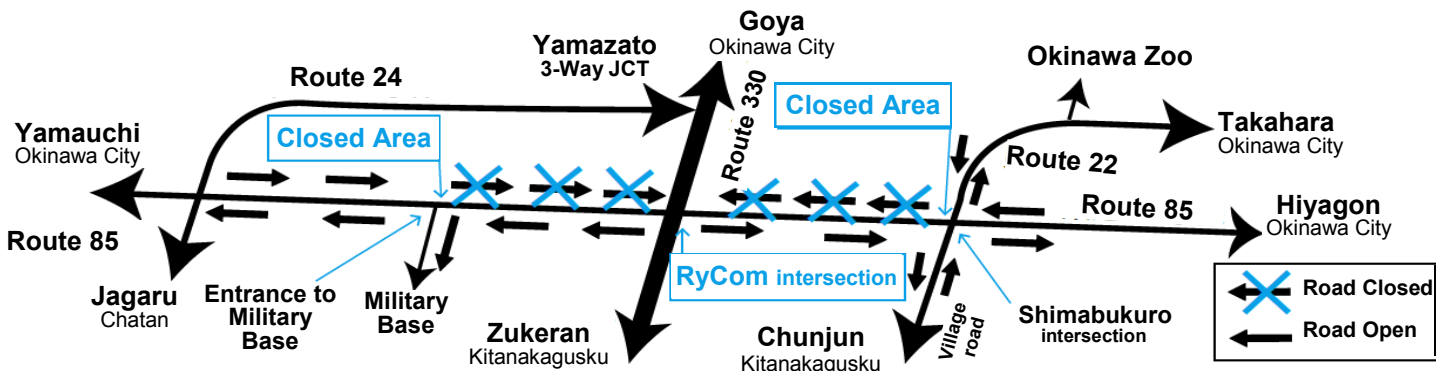 Goya
Okinawa City
Yamazato
3-Way JCT
Route 24
Route 330
Okinawa Zoo
Closed Area
Closed Area
Yamauchi
Okinawa City
Takahara
Okinawa City
Route 22
Route 85
Hiyagon
Okinawa City
Route 85
RyCom intersection
Jagaru
Chatan
Entrance to
Military
Base
Military
Base
Zukeran
Kitanakagusku
Chunjun
Kitanakagusku
Village
road
Shimabukuro
intersection
Road Closed
Road Open